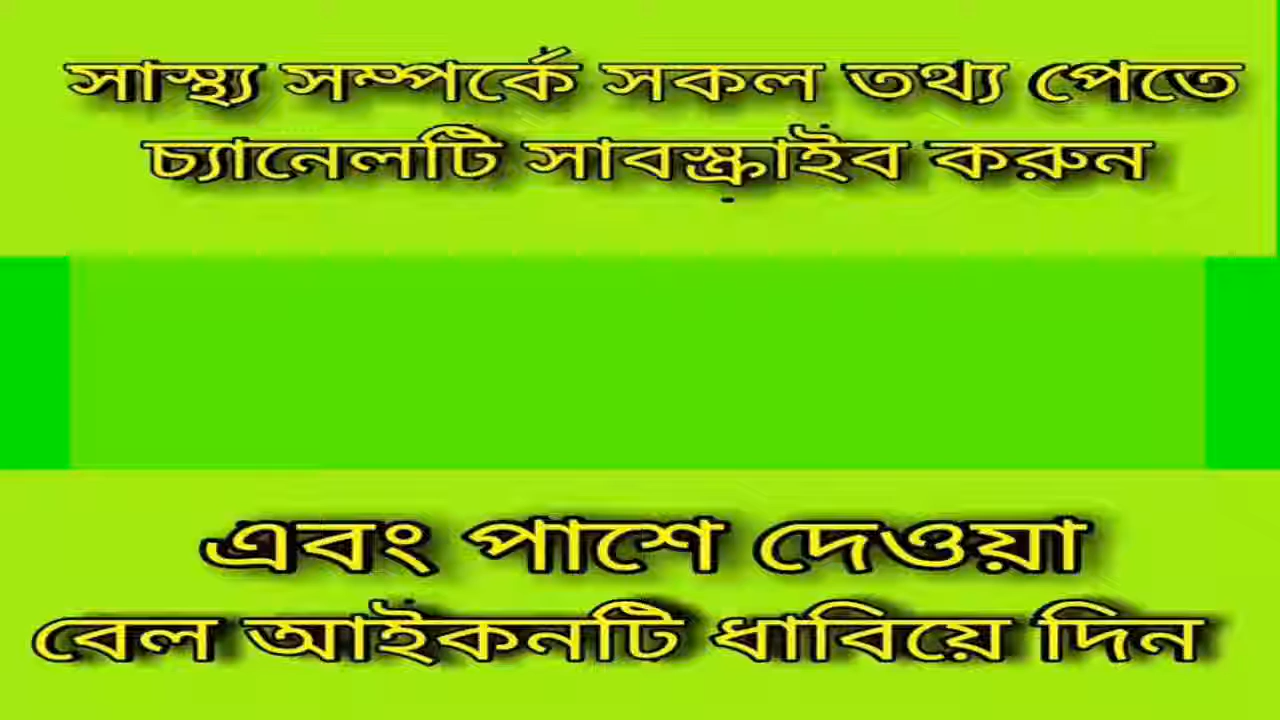 সাস্থ্য সম্পর্কে সকল তথ্য পেতে
চ্যানেলটি সাবস্ক্রাইব করুন
এবং পাশে দেওয়া
বেল আইকনটি ধাবিয়ে দিন